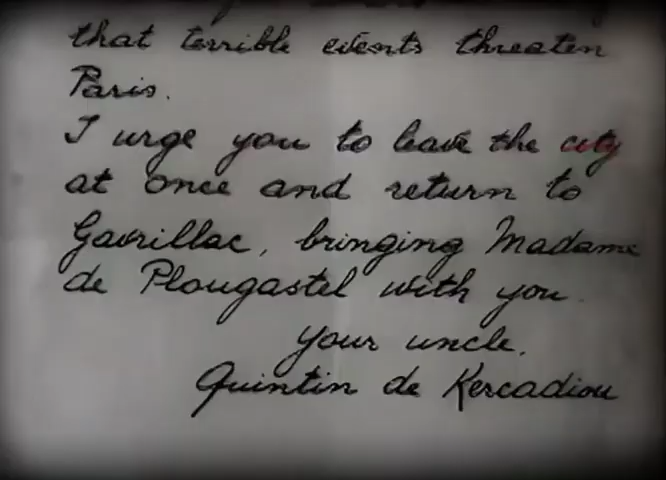 that terrible events threaten
Paris.
I urge you to leave the city
at once and return to
Gavrillac, bringing Madame
de Plougastel with you.
Your uncle,
Quintin de Kercadiou